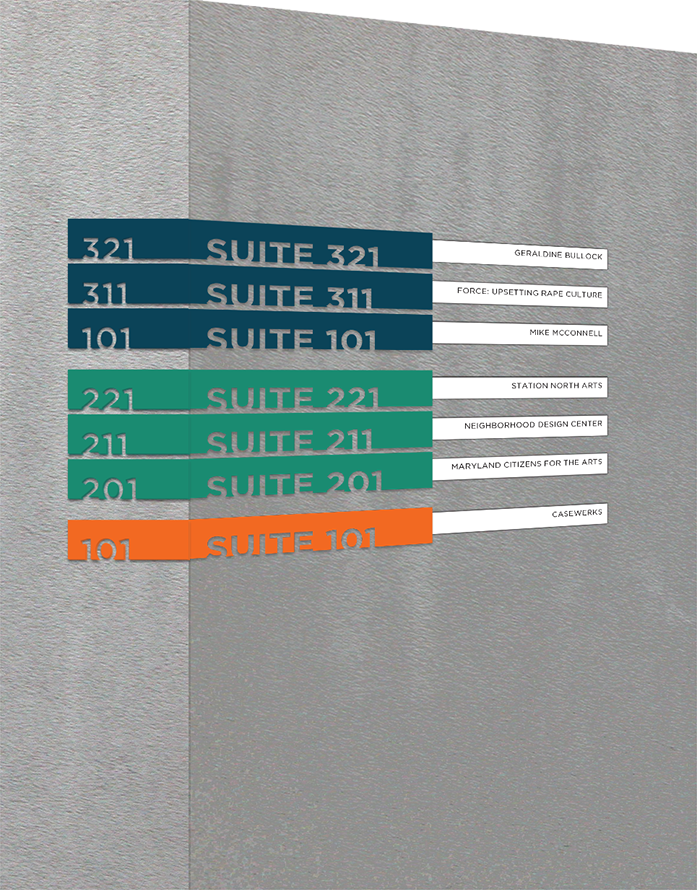 321 SUITE 321 GERALDINE BULLOCK
311 SUITE 311 FORCE: UPSETTING RAPE CULTURE
101 SUITE 101 MIKE MCCONNELL
221 SUITE 221 STATION NORTH ARTS
211 SUITE 211 NEIGHBORHOOD DESIGN CENTER
201 SUITE 201 MARYLAND CITIZENS FOR THE ARTS
101 SUITE 101 CASEWERKS